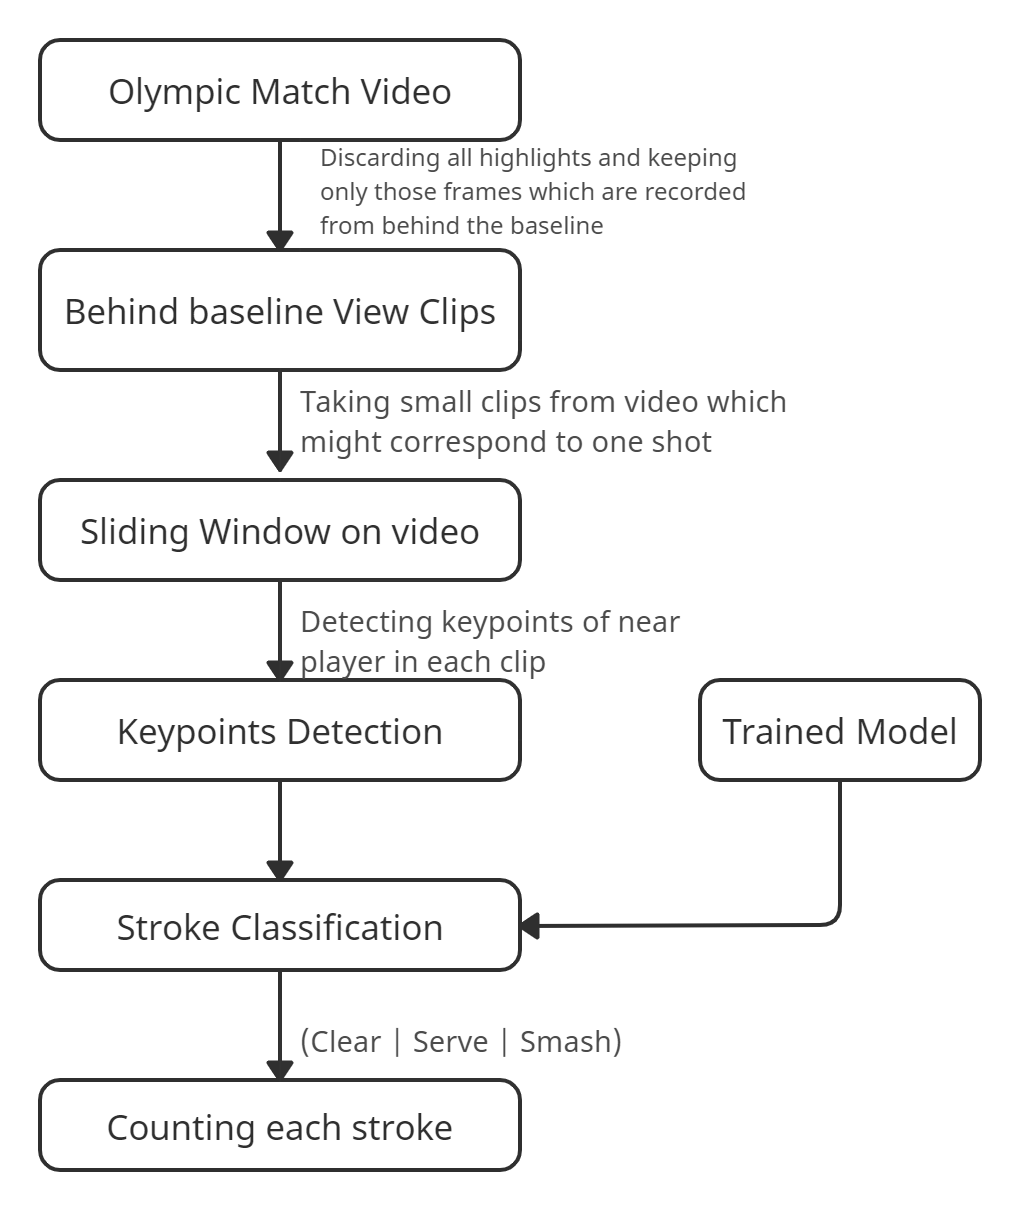 Olympic Match Video
Discarding all highlights and keeping
only those frames which are recorded
from behind the baseline
Behind baseline View Clips
Taking small clips from video which
might correspond to one shot
Sliding Window on video
Detecting keypoints of near
player in each clip
Keypoints Detection
Trained Model
Stroke Classification
(Clear | Serve | Smash)
Counting each stroke